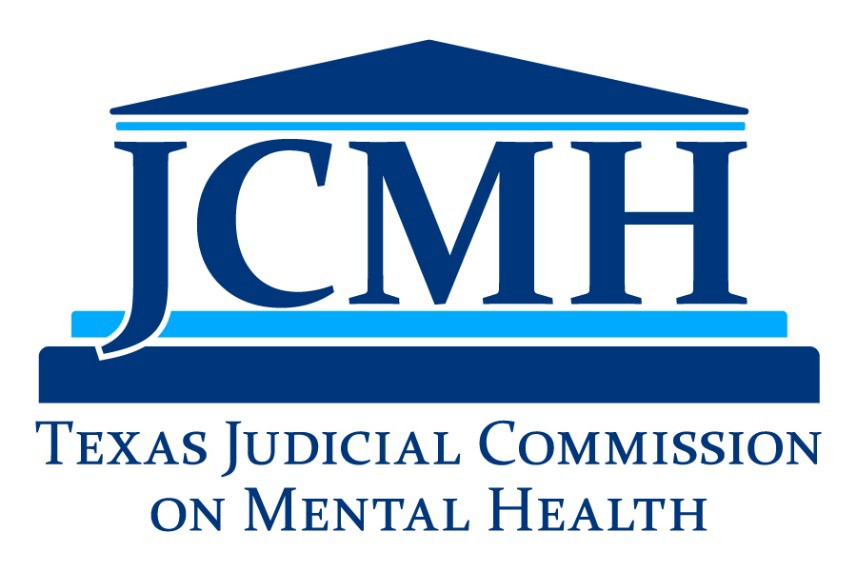 JCMH
Texas Judicial Commission
on Mental Health